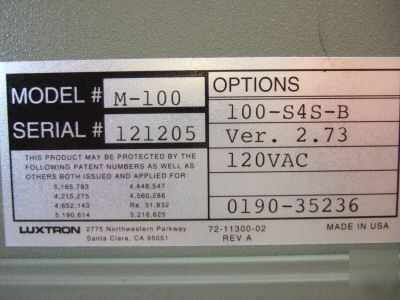 MODEL # M-100
SERIAL # 121205
THIS PRODUCT MAY BE PROTECTED BY THE
FOLLOWING PATENT NUMBERS AS WELL AS
OTHERS BOTH ISSUED AND APPLIED FOR:
5,165,793 4,448,547
4,215,275 4,560,286
4,652,143 Re. 31,832
5,190,614 5,216,625
OPTIONS
100-S4S-B
Ver. 2.73
120VAC
0190-35236
LUXTRON 2775 Northwestern Parkway
Santa Clara, CA 95051
72-11300-02
REV A
MADE IN USA
UsedItemFinder.com